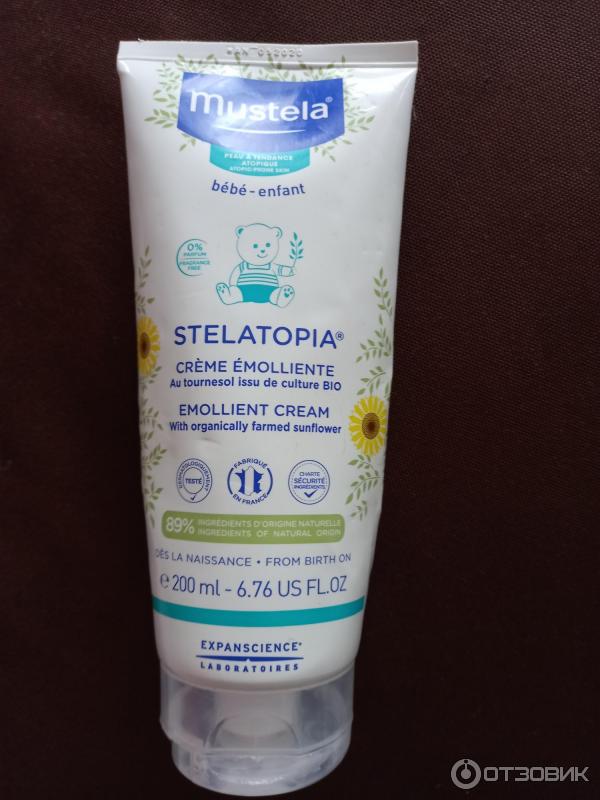 mustela®
PEAU À TENDANCE
ATOPIQUE
ATOPIC-PRONE SKIN
bébé - enfant
0%
PARFUM
FRAGRANCE
FREE
STELATOPIA®
CRÈME ÉMOLLIENTE
Au tournesol issu de culture BIO
EMOLLIENT CREAM
With organically farmed sunflower
DERMATOLOGIQUEMENT
TESTÉ
FABRIQUÉ
EN FRANCE
CHARTE
SÉCURITÉ
INGRÉDIENTS
89% INGRÉDIENTS D'ORIGINE NATURELLE
INGREDIENTS OF NATURAL ORIGIN
DÈS LA NAISSANCE • FROM BIRTH ON
e 200 ml - 6.76 US FL.OZ
EXPANSCIENCE®
LABORATOIRES
ОТЗОВИК